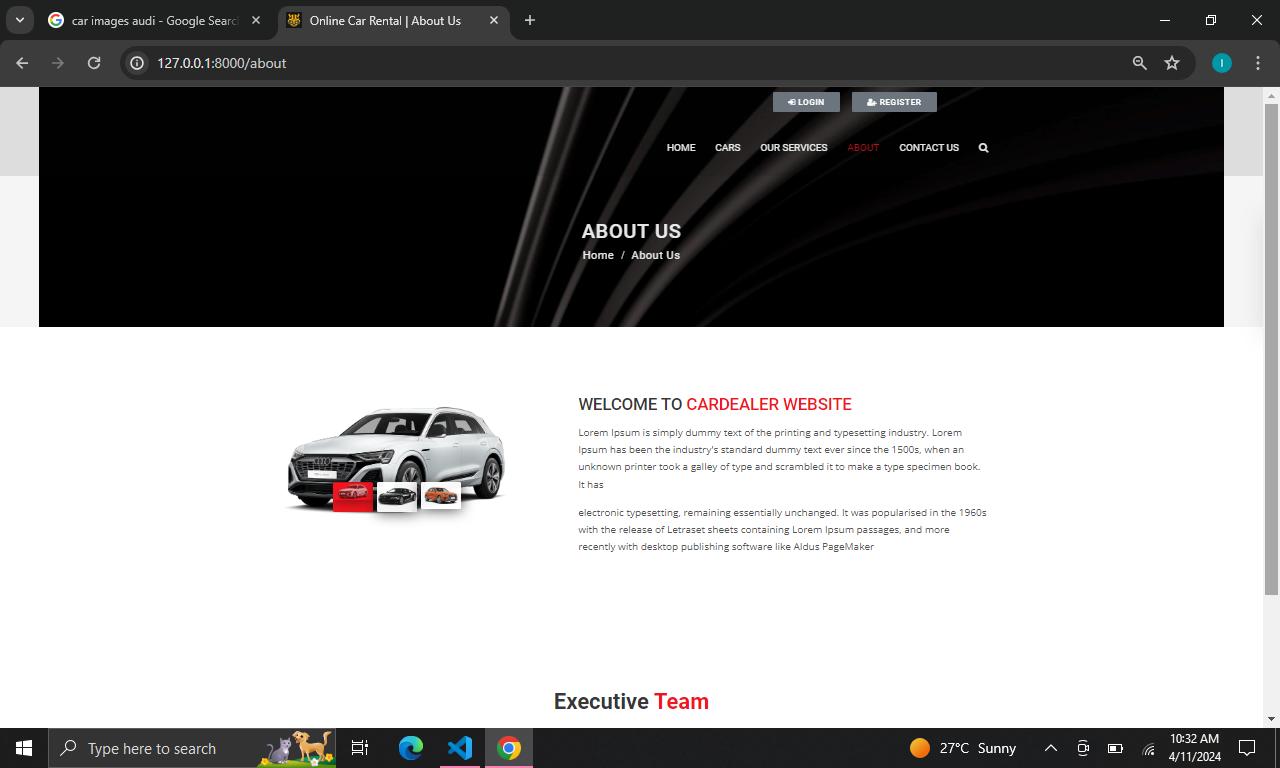 car images audi - Google Searc
Online Car Rental | About Us
127.0.0.1:8000/about
I
LOGIN
REGISTER
HOME
CARS
OUR SERVICES
ABOUT
CONTACT US
ABOUT US
Home / About Us
WELCOME TO CARDEALER WEBSITE
Lorem Ipsum is simply dummy text of the printing and typesetting industry. Lorem
Ipsum has been the industry's standard dummy text ever since the 1500s, when an
unknown printer took a galley of type and scrambled it to make a type specimen book.
It has
electronic typesetting, remaining essentially unchanged. It was popularised in the 1960s
with the release of Letraset sheets containing Lorem Ipsum passages, and more
recently with desktop publishing software like Aldus PageMaker
Executive Team
Type here to search
27°C Sunny
10:32 AM
4/11/2024